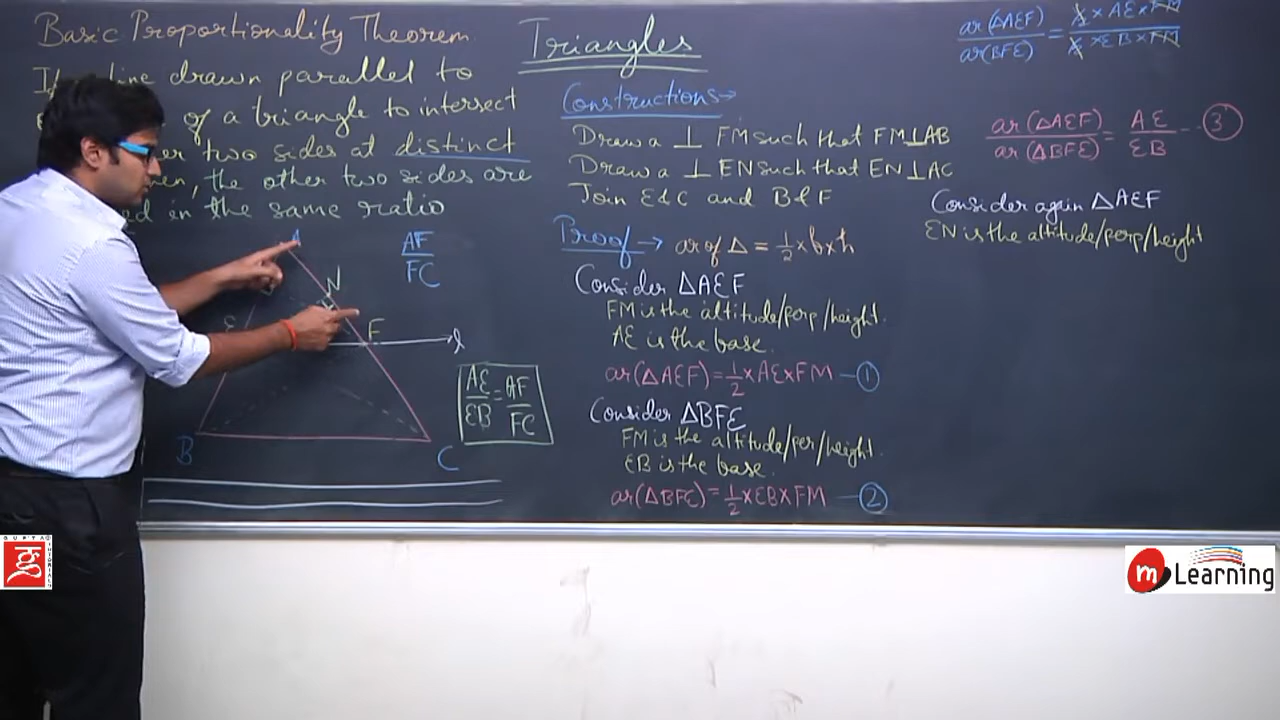 Basic Proportionality Theorem
If line drawn parallel to
of a triangle to intersect
two sides at distinct
the other two sides are
in the same ratio
A
N
E
F
l
B
C
AF
FC
AE/EB = AF/FC
Triangles
Constructions→
Draw a ⊥ FM such that FM⊥AB
Draw a ⊥ EN such that EN⊥AC
Join E&C and B&F
Proof→ ar of Δ = 1/2×b×h
Consider ΔAEF
FM is the altitude/perp/height.
AE is the base.
ar(ΔAEF)=1/2×AE×FM —①
Consider ΔBFE
FM is the altitude/per/height.
EB is the base.
ar(ΔBFE)=1/2×EB×FM —②
ar(ΔAEF)/ar(BFE) = ½×AE×FM/½×EB×FM
ar(ΔAEF)/ar(ΔBFE) = AE/EB --③
Consider again ΔAEF
EN is the altitude/perp/height
GUPTA TUTORIALS
m Learning